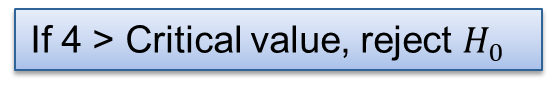 If 4 > Critical value, reject H₀